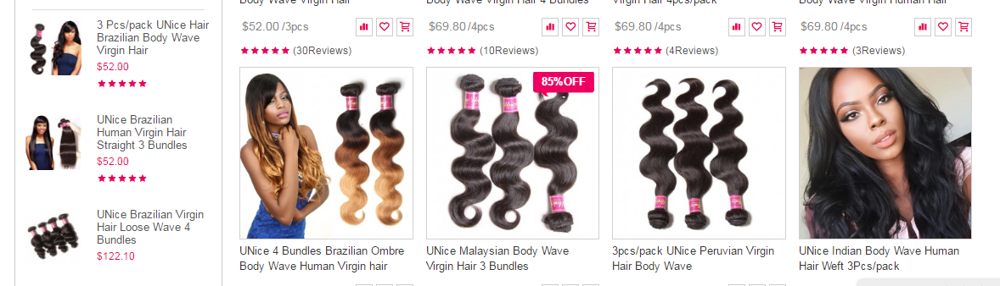 3 Pcs/pack UNice Hair
Brazilian Body Wave
Virgin Hair
$52.00
UNice Brazilian
Human Virgin Hair
Straight 3 Bundles
$52.00
UNice Brazilian Virgin
Hair Loose Wave 4
Bundles
$122.10
Body Wave Virgin Hair
$52.00 /3pcs
(30Reviews)
Body Wave Virgin Hair 4 Bundles
$69.80 /4pcs
(10Reviews)
Virgin Hair 4pcs/pack
$69.80 /4pcs
(4Reviews)
Body Wave Virgin Human Hair
$69.80 /4pcs
(3Reviews)
UNice 4 Bundles Brazilian Ombre
Body Wave Human Virgin hair
85%OFF
UNice Malaysian Body Wave
Virgin Hair 3 Bundles
3pcs/pack UNice Peruvian Virgin
Hair Body Wave
UNice Indian Body Wave Human
Hair Weft 3Pcs/pack